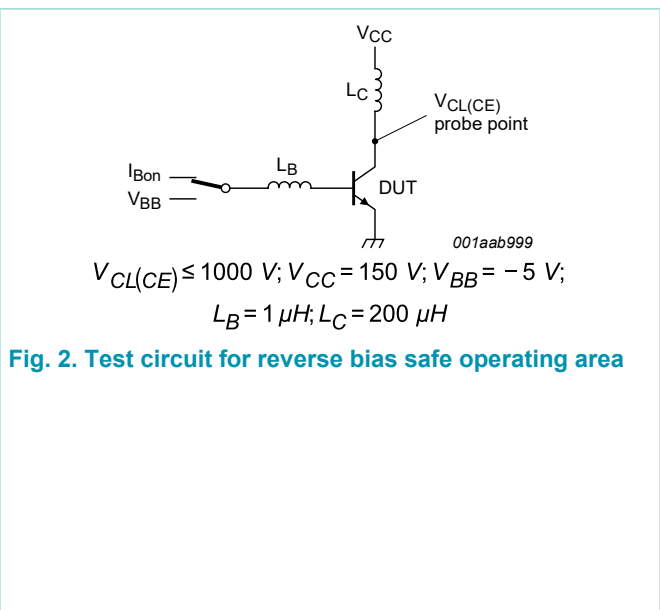 VCC
LC
VCL(CE)
probe point
IBon
LB
VBB
DUT
001aab999
VCL(CE) ≤ 1000 V; VCC = 150 V; VBB = − 5 V;
LB = 1 μH; LC = 200 μH
Fig. 2. Test circuit for reverse bias safe operating area